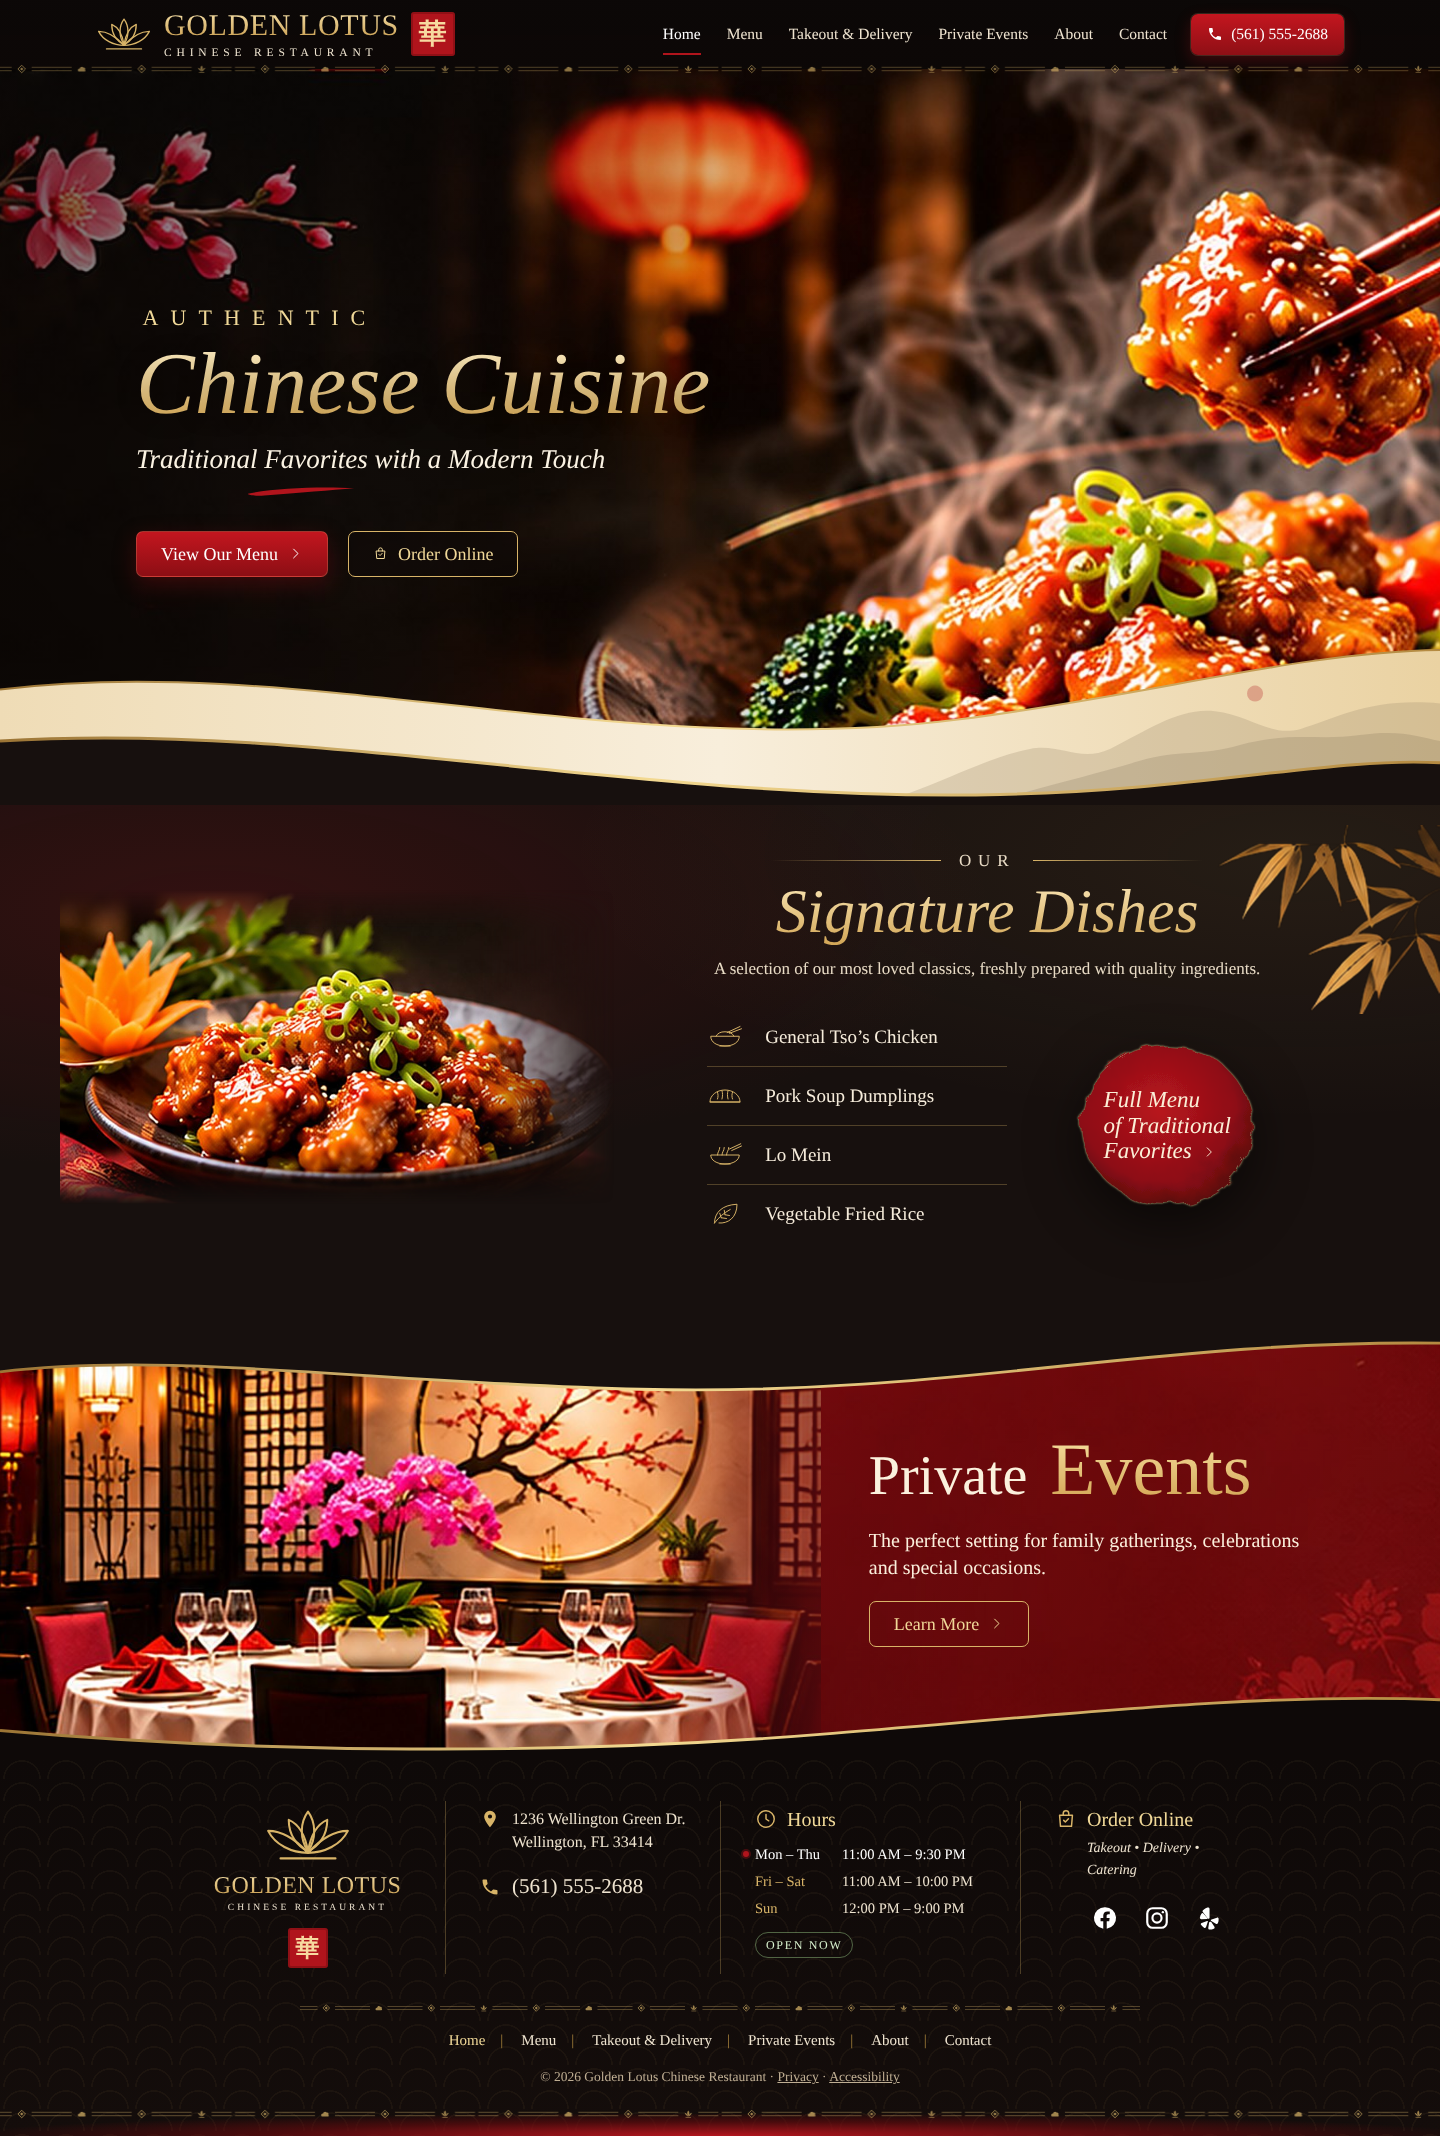 GOLDEN LOTUS
CHINESE RESTAURANT
華
Home
Menu
Takeout & Delivery
Private Events
About
Contact
(561) 555-2688
AUTHENTIC
Chinese Cuisine
Traditional Favorites with a Modern Touch
View Our Menu
Order Online
OUR
Signature Dishes
A selection of our most loved classics, freshly prepared with quality ingredients.
General Tso’s Chicken
Pork Soup Dumplings
Lo Mein
Vegetable Fried Rice
Full Menu
of Traditional
Favorites
Private Events
The perfect setting for family gatherings, celebrations
and special occasions.
Learn More
GOLDEN LOTUS
CHINESE RESTAURANT
華
1236 Wellington Green Dr.
Wellington, FL 33414
(561) 555-2688
Hours
Mon – Thu 11:00 AM – 9:30 PM
Fri – Sat 11:00 AM – 10:00 PM
Sun 12:00 PM – 9:00 PM
OPEN NOW
Order Online
Takeout • Delivery •
Catering
Home | Menu | Takeout & Delivery | Private Events | About | Contact
© 2026 Golden Lotus Chinese Restaurant · Privacy · Accessibility